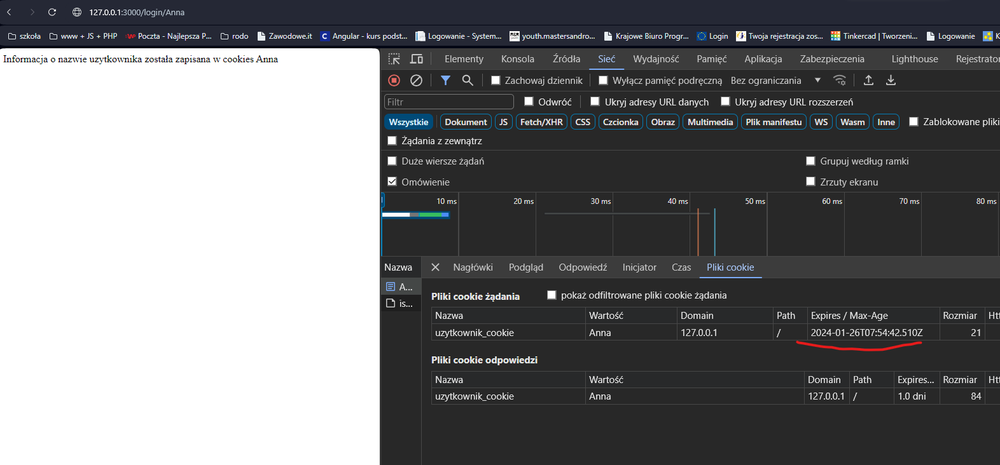 127.0.0.1:3000/login/Anna
szkoła www + JS + PHP Poczta - Najlepsza P... rodo Zawodowe.it Angular - kurs podst... Logowanie - System... youth.mastersandro... Krajowe Biuro Progr... Login Twoja rejestracja zos... Tinkercad | Tworzeni... Logowanie K
Informacja o nazwie uzytkownika została zapisana w cookies Anna
Elementy Konsola Źródła Sieć Wydajność Pamięć Aplikacja Zabezpieczenia Lighthouse Rejestrator
Zachowaj dziennik Wyłącz pamięć podręczną Bez ograniczania
Filtr Odwróć Ukryj adresy URL danych Ukryj adresy URL rozszerzeń
Wszystkie Dokument JS Fetch/XHR CSS Czcionka Obraz Multimedia Plik manifestu WS Wasm Inne Zablokowane pliki
Żądania z zewnątrz
Duże wiersze żądań Grupuj według ramki
Omówienie Zrzuty ekranu
10 ms 20 ms 30 ms 40 ms 50 ms 60 ms 70 ms 80 ms
Nazwa Nagłówki Podgląd Odpowiedź Inicjator Czas Pliki cookie
A...
is...
Pliki cookie żądania pokaż odfiltrowane pliki cookie żądania
Nazwa Wartość Domain Path Expires / Max-Age Rozmiar Htt
uzytkownik_cookie Anna 127.0.0.1 / 2024-01-26T07:54:42.510Z 21
Pliki cookie odpowiedzi
Nazwa Wartość Domain Path Expires... Rozmiar Htt
uzytkownik_cookie Anna 127.0.0.1 / 1.0 dni 84